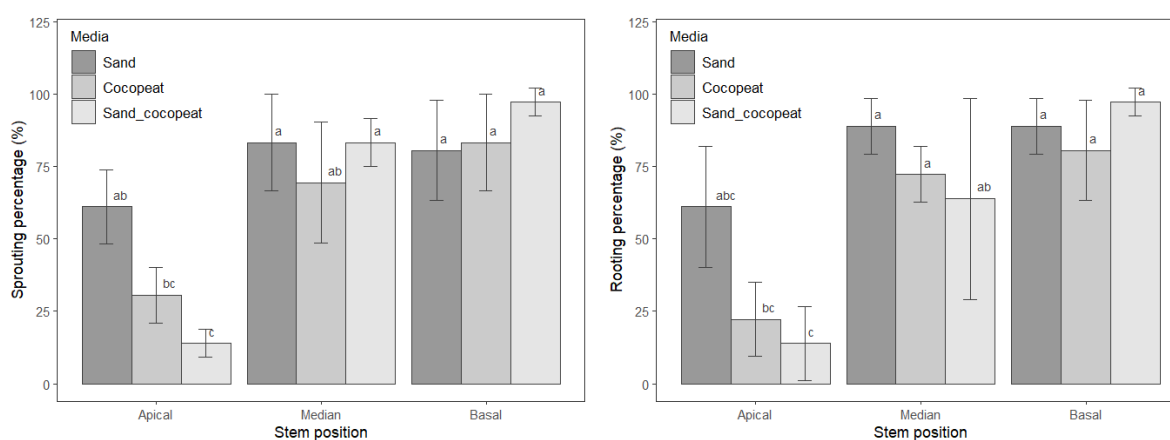 Sprouting percentage (%)
125
100
75
50
25
0
Media
Sand
Cocopeat
Sand_cocopeat
ab
bc
c
a
ab
a
a
a
a
Apical
Median
Basal
Stem position
Rooting percentage (%)
125
100
75
50
25
0
Media
Sand
Cocopeat
Sand_cocopeat
abc
bc
c
a
a
ab
a
a
a
Apical
Median
Basal
Stem position